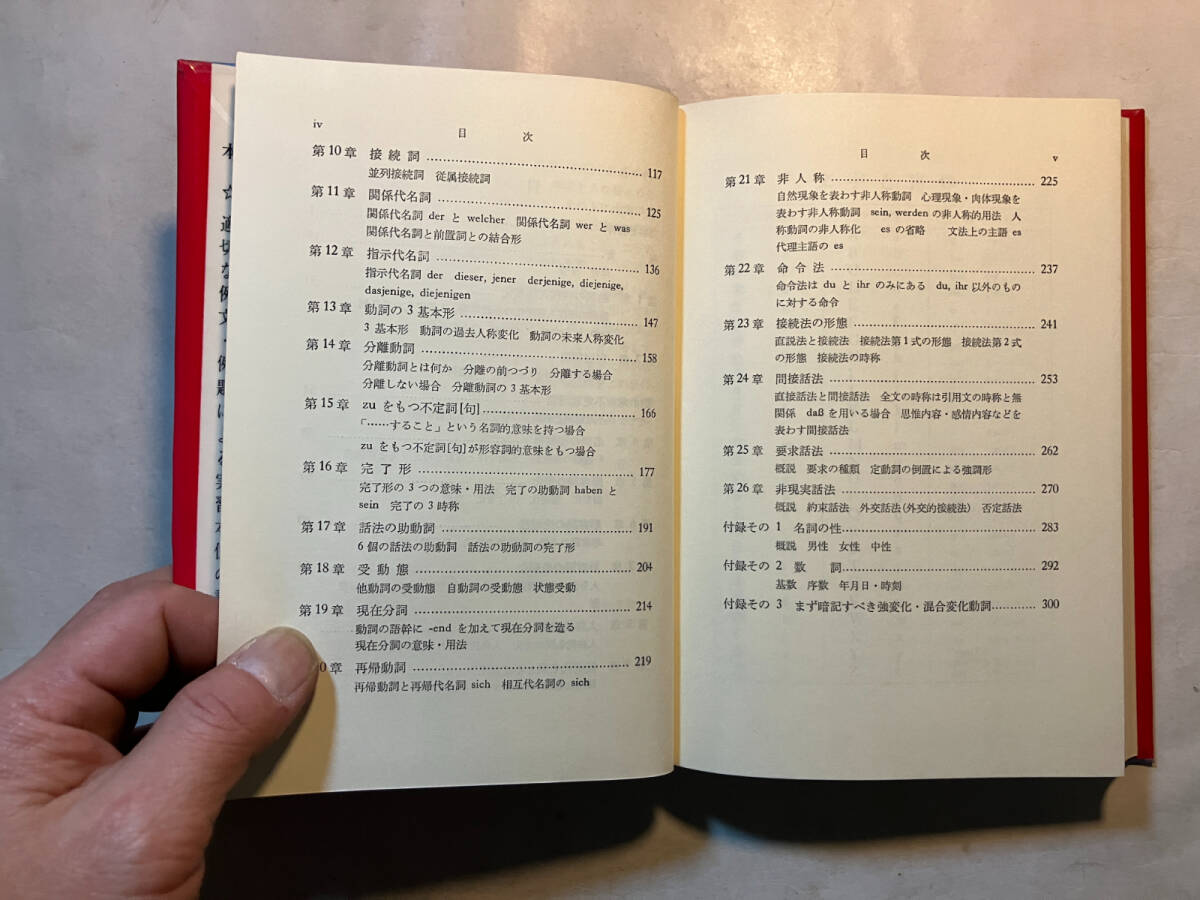 iv
目 次
第10章 接続詞 117
並列接続詞 従属接続詞
第11章 関係代名詞 125
関係代名詞 der と welcher 関係代名詞 wer と was
関係代名詞と前置詞との結合形
第12章 指示代名詞 136
指示代名詞 der dieser, jener derjenige, diejenige,
dasjenige, diejenigen
第13章 動詞の3基本形 147
3基本形 動詞の過去人称変化 動詞の未来人称変化
第14章 分離動詞 158
分離動詞とは何か 分離の前つづり 分離する場合
分離しない場合 分離動詞の3基本形
第15章 zu をもつ不定詞[句] 166
「……すること」という名詞的意味を持つ場合
zu をもつ不定詞[句]が形容詞的意味をもつ場合
第16章 完了形 177
完了形の3つの意味・用法 完了の助動詞 haben と
sein 完了の3時称
第17章 話法の助動詞 191
6個の話法の助動詞 話法の助動詞の完了形
第18章 受動態 204
他動詞の受動態 自動詞の受動態 状態受動
第19章 現在分詞 214
動詞の語幹に -end を加えて現在分詞を造る
現在分詞の意味・用法
0章 再帰動詞 219
再帰動詞と再帰代名詞 sich 相互代名詞の sich
目 次
v
第21章 非人称 225
自然現象を表わす非人称動詞 心理現象・肉体現象を
表わす非人称動詞 sein, werden の非人称的用法 人
称動詞の非人称化 es の省略 文法上の主語 es
代理主語の es
第22章 命令法 237
命令法は du と ihr のみにある du, ihr 以外のもの
に対する命令
第23章 接続法の形態 241
直説法と接続法 接続法第1式の形態 接続法第2式
の形態 接続法の時称
第24章 間接話法 253
直接話法と間接話法 全文の時称は引用文の時称と無
関係 daß を用いる場合 思惟内容・感情内容などを
表わす間接話法
第25章 要求話法 262
概説 要求の種類 定動詞の倒置による強調形
第26章 非現実話法 270
概説 約束話法 外交話法(外交的接続法) 否定話法
付録その1 名詞の性 283
概説 男性 女性 中性
付録その2 数詞 292
基数 序数 年月日・時刻
付録その3 まず暗記すべき強変化・混合変化動詞 300